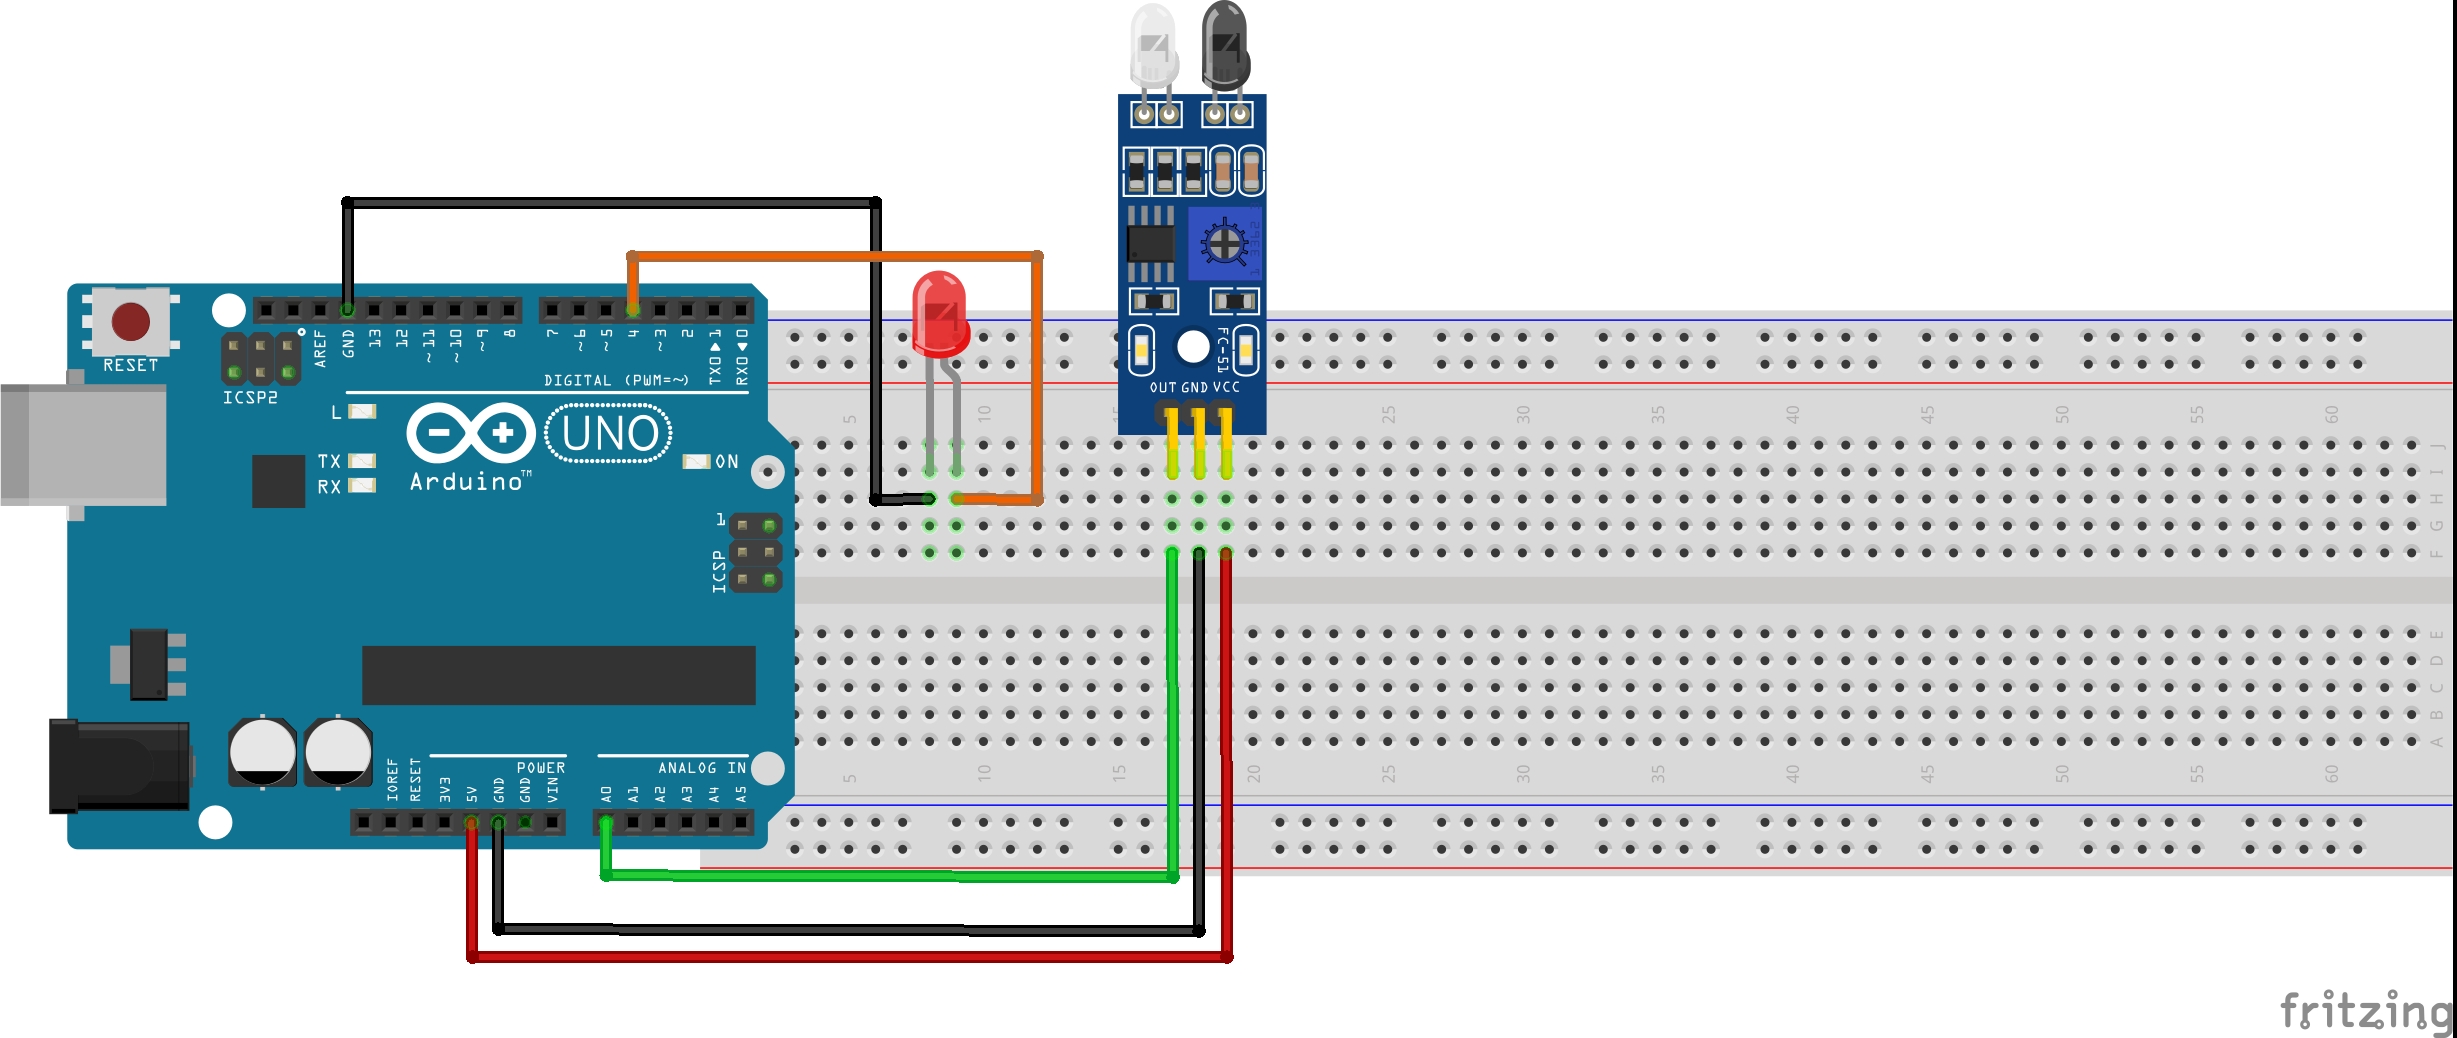 OUT GND VCC
FC-51
RESET
ICSP2
AREF
GND
13
12
~11
~10
~9
8
7
~6
~5
4
~3
2
TX0▶1
RX0◀0
DIGITAL (PWM=~)
L
TX
RX
UNO
Arduino™
ON
1
ICSP
5
10
15
25
30
35
40
45
50
55
60
J
I
H
G
F
E
D
C
B
A
5
10
15
20
25
30
35
40
45
50
55
60
POWER
ANALOG IN
IOREF
RESET
3V3
5V
GND
GND
VIN
A0
A1
A2
A3
A4
A5
fritzing